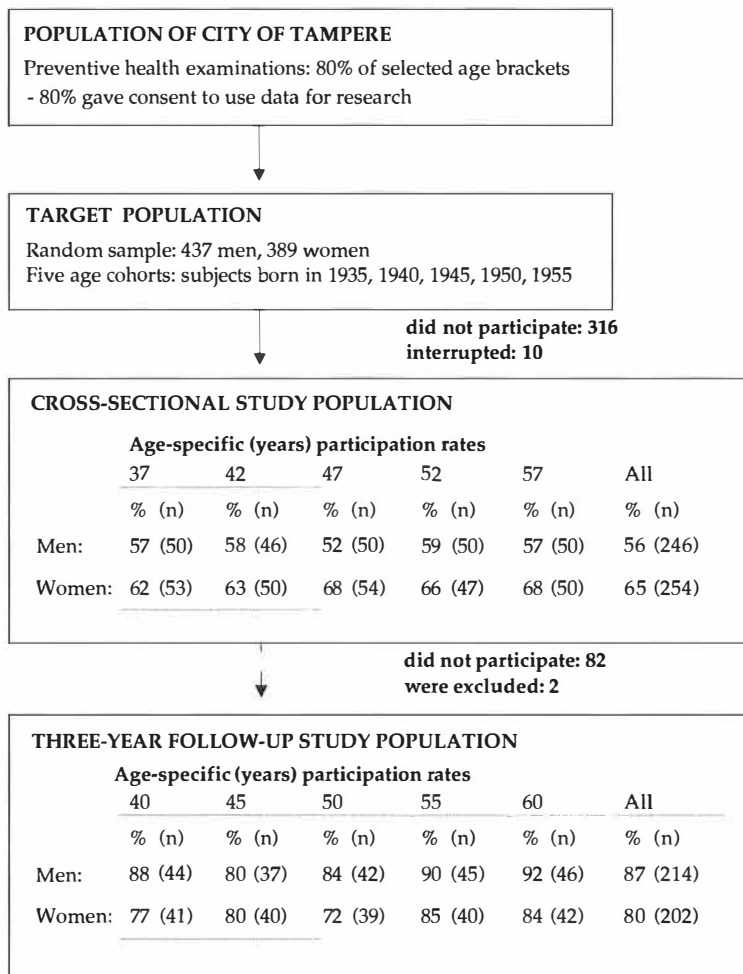 POPULATION OF CITY OF TAMPERE
Preventive health examinations: 80% of selected age brackets
- 80% gave consent to use data for research
TARGET POPULATION
Random sample: 437 men, 389 women
Five age cohorts: subjects born in 1935, 1940, 1945, 1950, 1955
did not participate: 316
interrupted: 10
CROSS-SECTIONAL STUDY POPULATION
Age-specific (years) participation rates
37 42 47 52 57 All
% (n) % (n) % (n) % (n) % (n) % (n)
Men: 57 (50) 58 (46) 52 (50) 59 (50) 57 (50) 56 (246)
Women: 62 (53) 63 (50) 68 (54) 66 (47) 68 (50) 65 (254)
did not participate: 82
were excluded: 2
THREE-YEAR FOLLOW-UP STUDY POPULATION
Age-specific (years) participation rates
40 45 50 55 60 All
% (n) % (n) % (n) % (n) % (n) % (n)
Men: 88 (44) 80 (37) 84 (42) 90 (45) 92 (46) 87 (214)
Women: 77 (41) 80 (40) 72 (39) 85 (40) 84 (42) 80 (202)